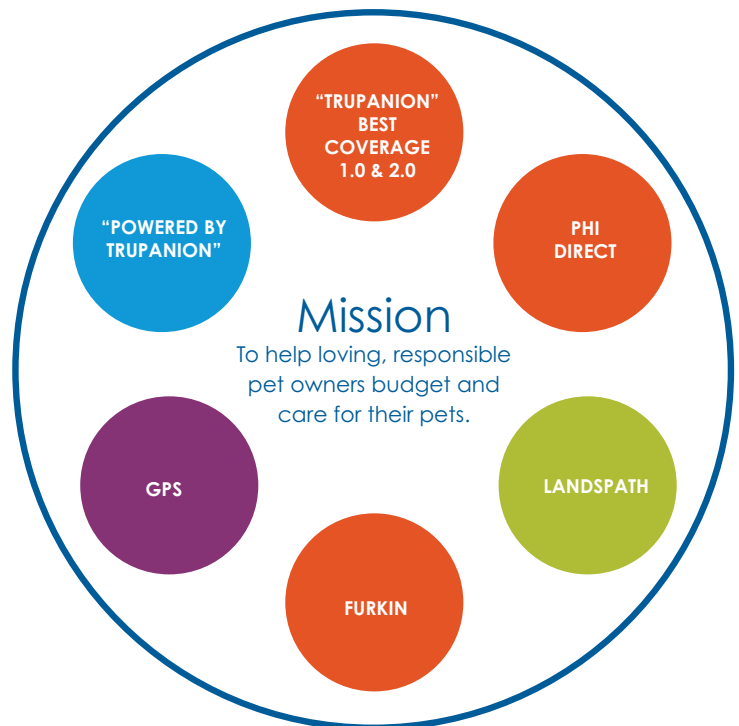 “TRUPANION”
BEST
COVERAGE
1.0 & 2.0
“POWERED BY
TRUPANION”
PHI
DIRECT
Mission
To help loving, responsible
pet owners budget and
care for their pets.
GPS
LANDSPATH
FURKIN